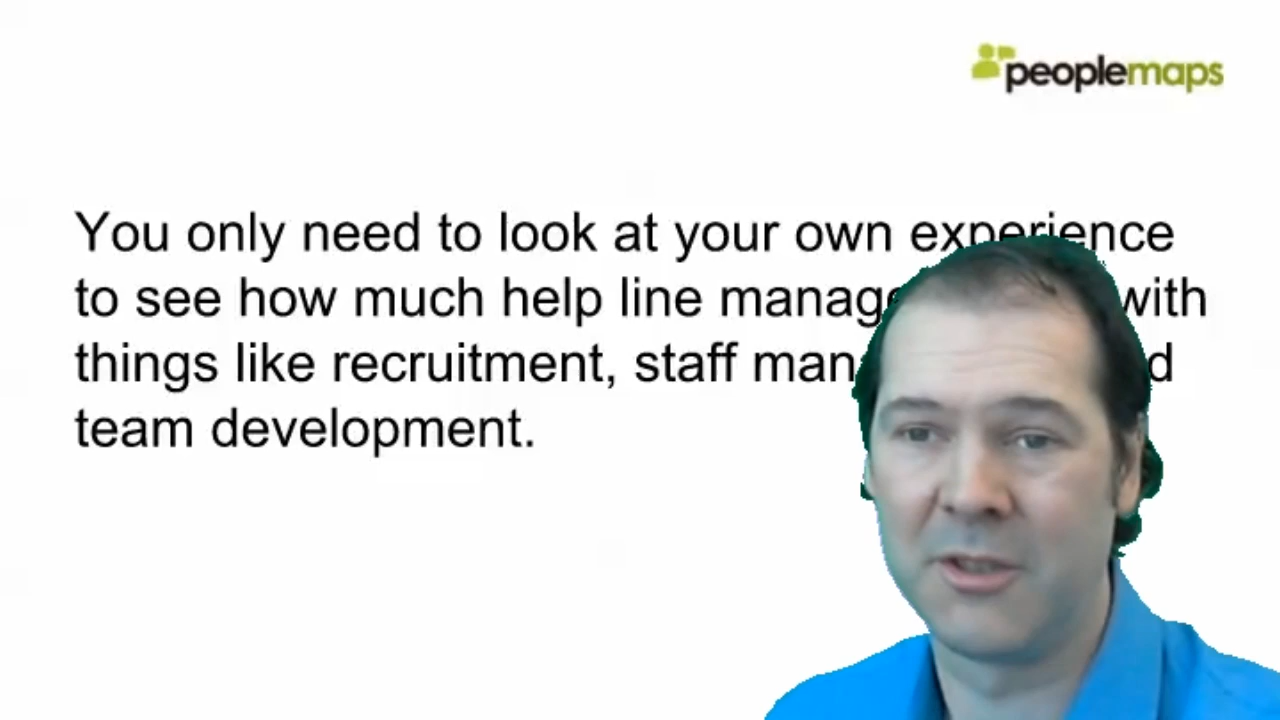 peoplemaps
You only need to look at your own experience
to see how much help line manage with
things like recruitment, staff man d
team development.